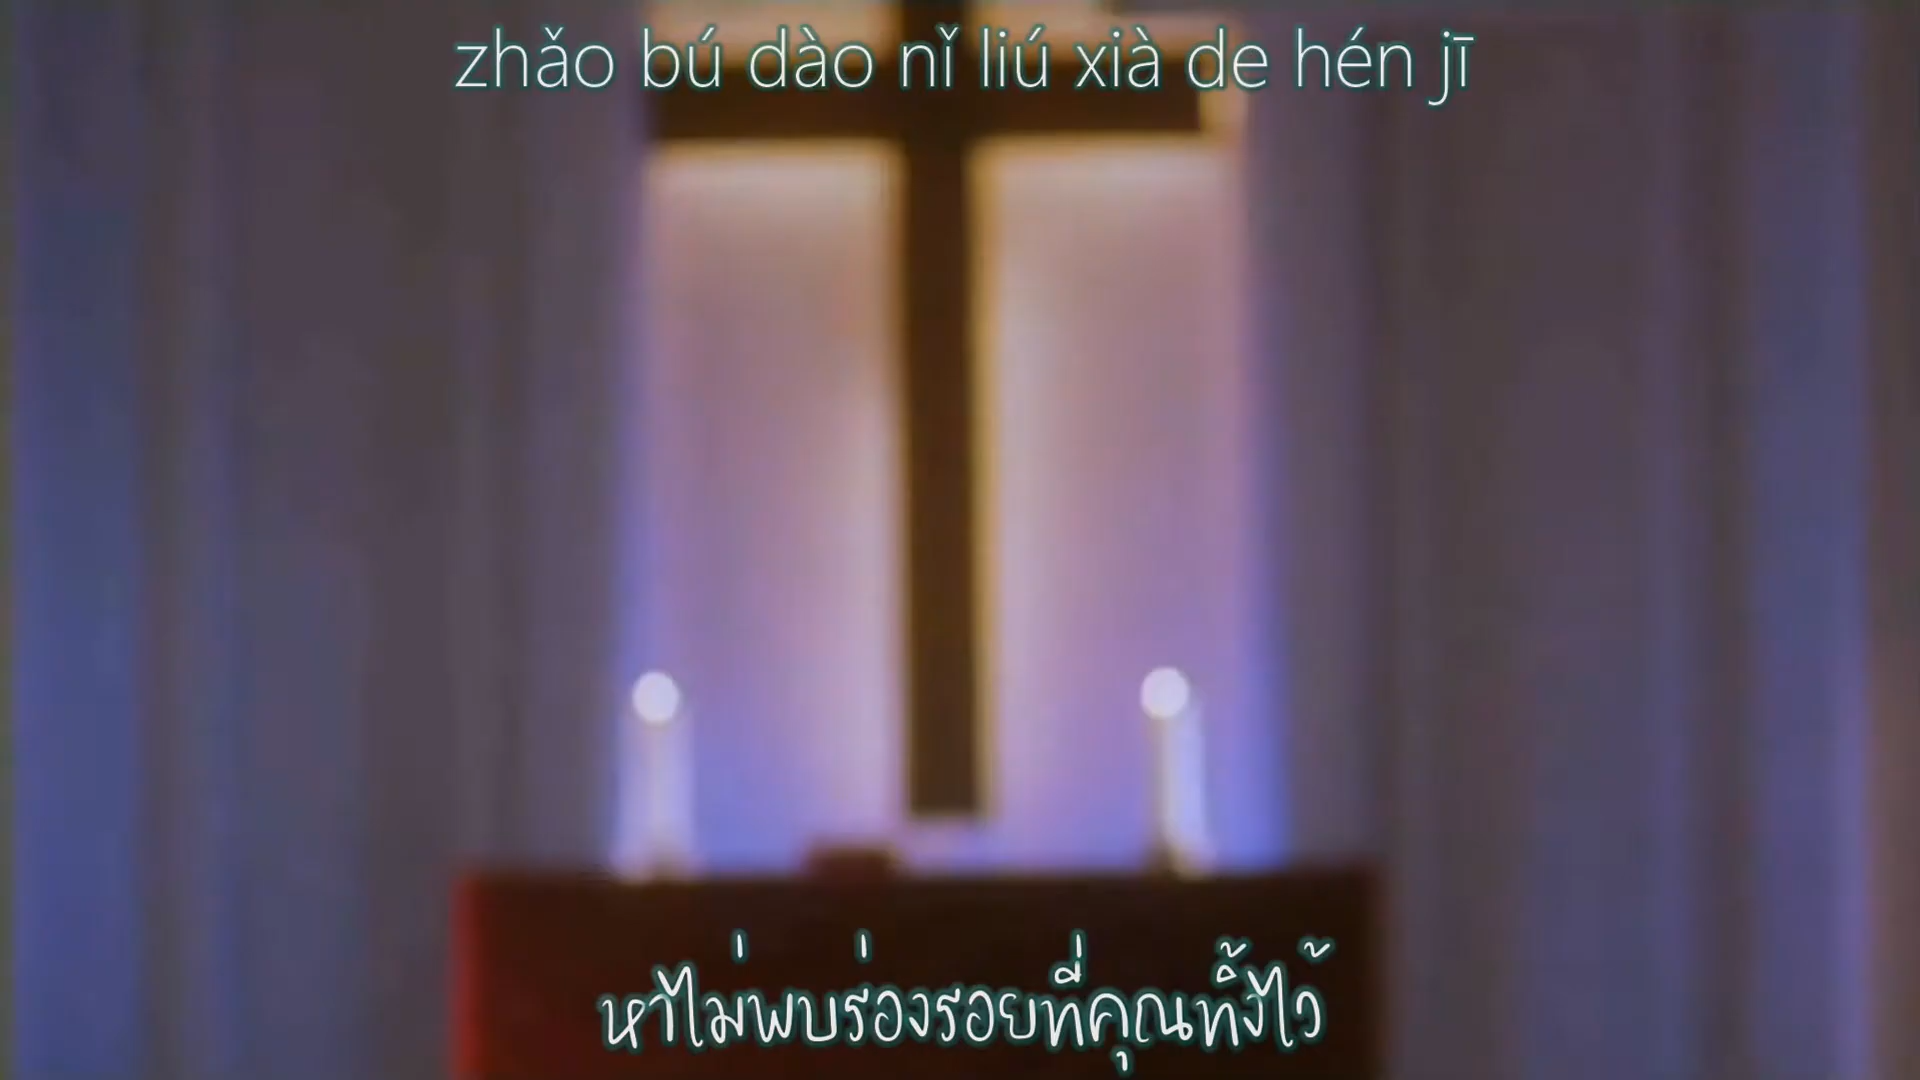 zhǎo bú dào nǐ liú xià de hén jī
หาไม่พบร่องรอยที่คุณทิ้งไว้